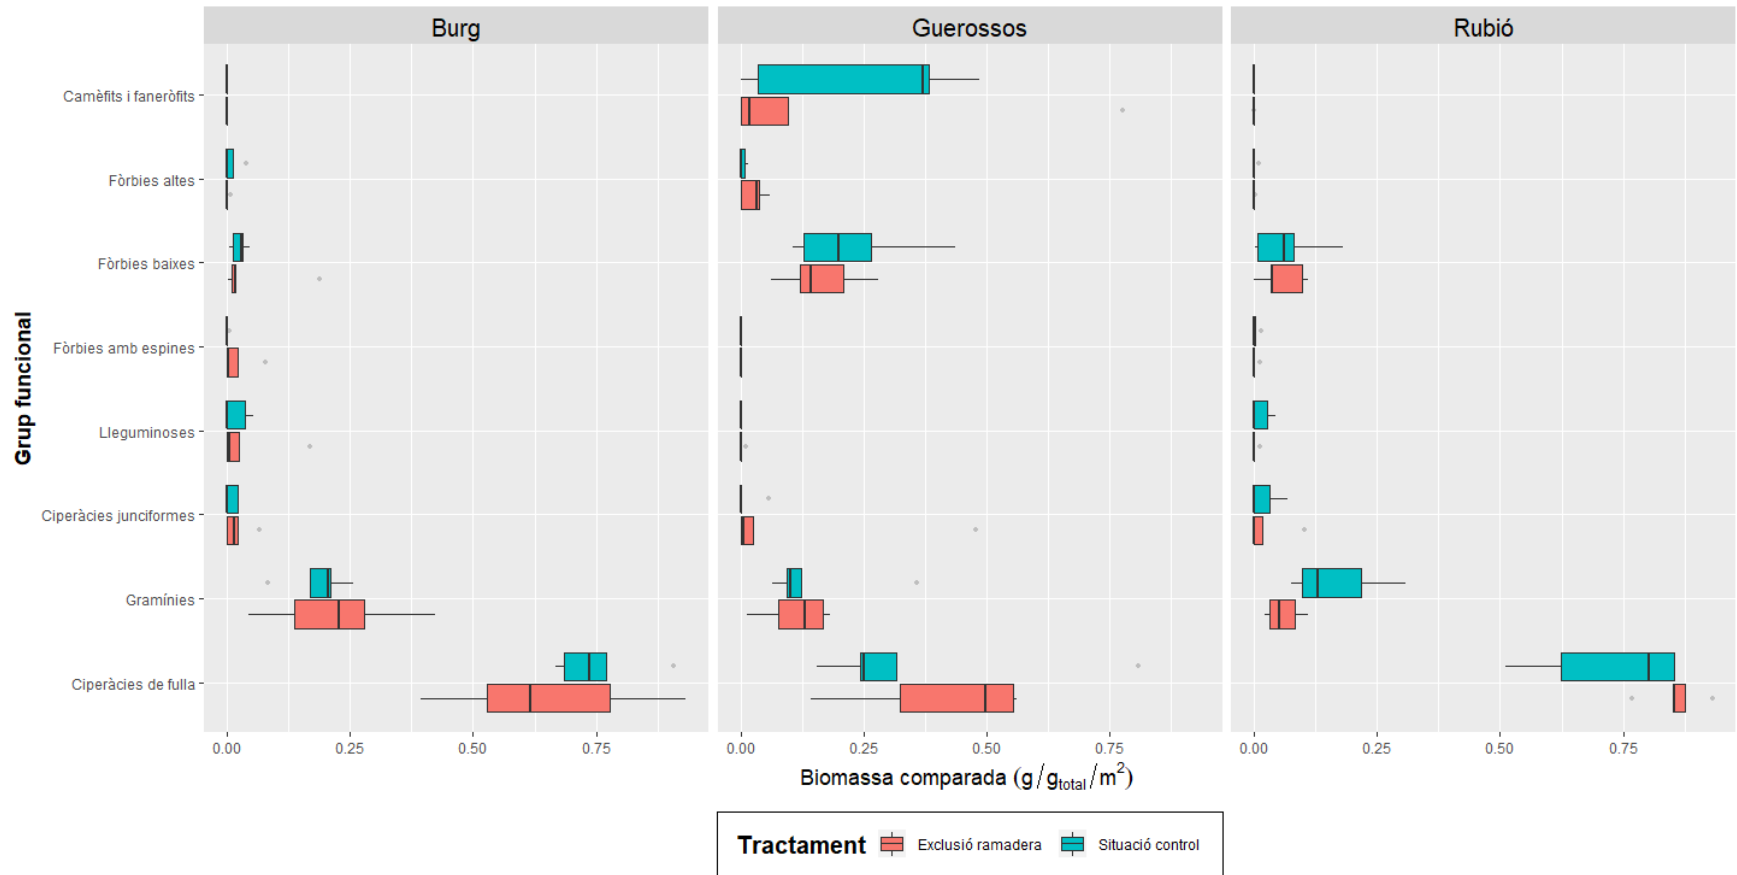 Burg Guerossos Rubió
Grup funcional
Camèfits i faneròfits
Fòrbies altes
Fòrbies baixes
Fòrbies amb espines
Lleguminoses
Ciperàcies junciformes
Gramínies
Ciperàcies de fulla
0.00 0.25 0.50 0.75 0.00 0.25 0.50 0.75 0.00 0.25 0.50 0.75
Biomassa comparada (g/g_total/m²)
Tractament Exclusió ramadera Situació control